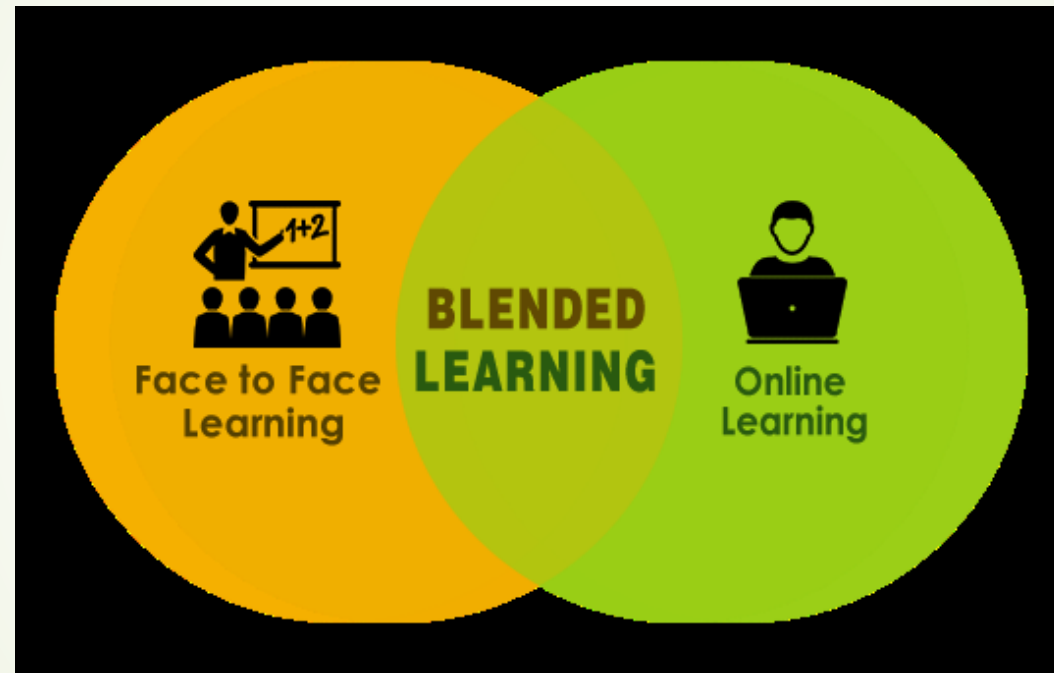 1+2
Face to Face
Learning
BLENDED
LEARNING
Online
Learning